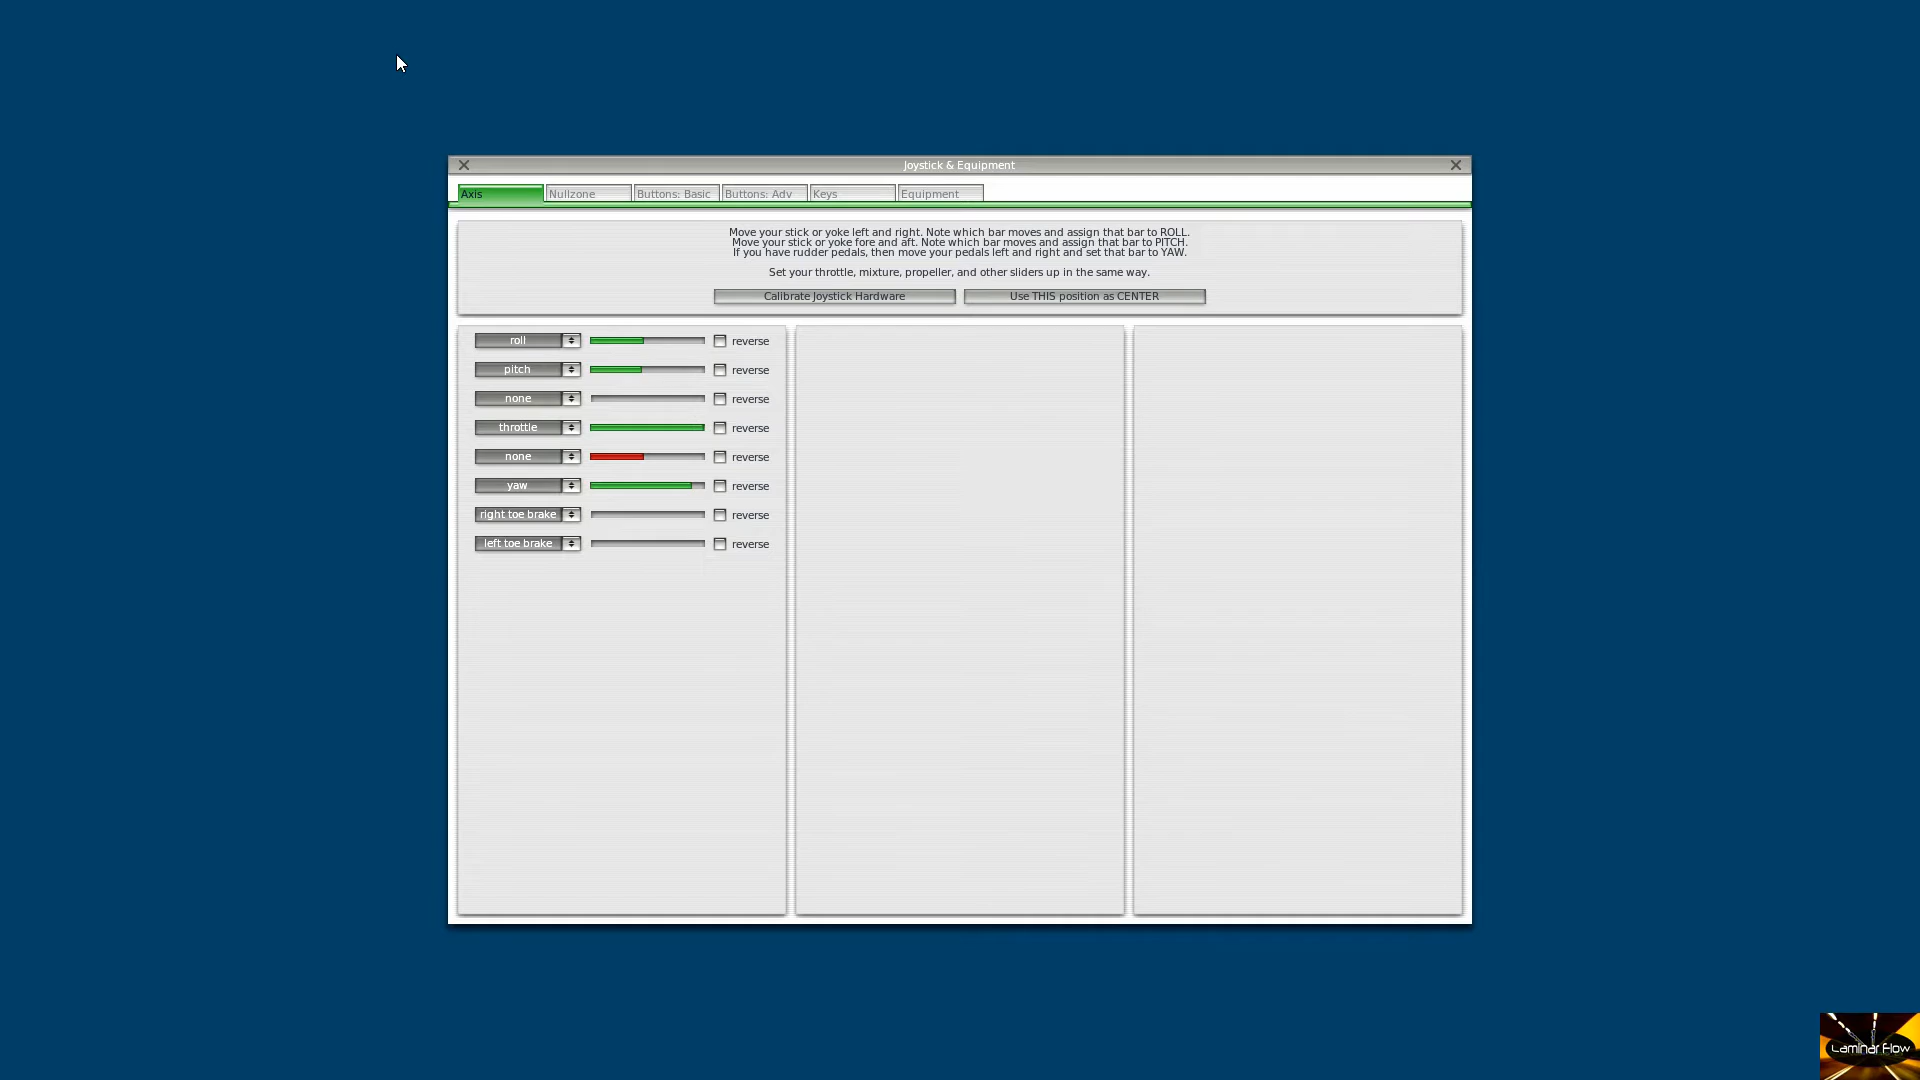 Joystick & Equipment
Axis
Nullzone
Buttons: Basic
Buttons: Adv
Keys
Equipment
Move your stick or yoke left and right. Note which bar moves and assign that bar to ROLL.
Move your stick or yoke fore and aft. Note which bar moves and assign that bar to PITCH.
If you have rudder pedals, then move your pedals left and right and set that bar to YAW.
Set your throttle, mixture, propeller, and other sliders up in the same way.
Calibrate Joystick Hardware
Use THIS position as CENTER
roll reverse
pitch reverse
none reverse
throttle reverse
none reverse
yaw reverse
right toe brake reverse
left toe brake reverse
Laminar Flow